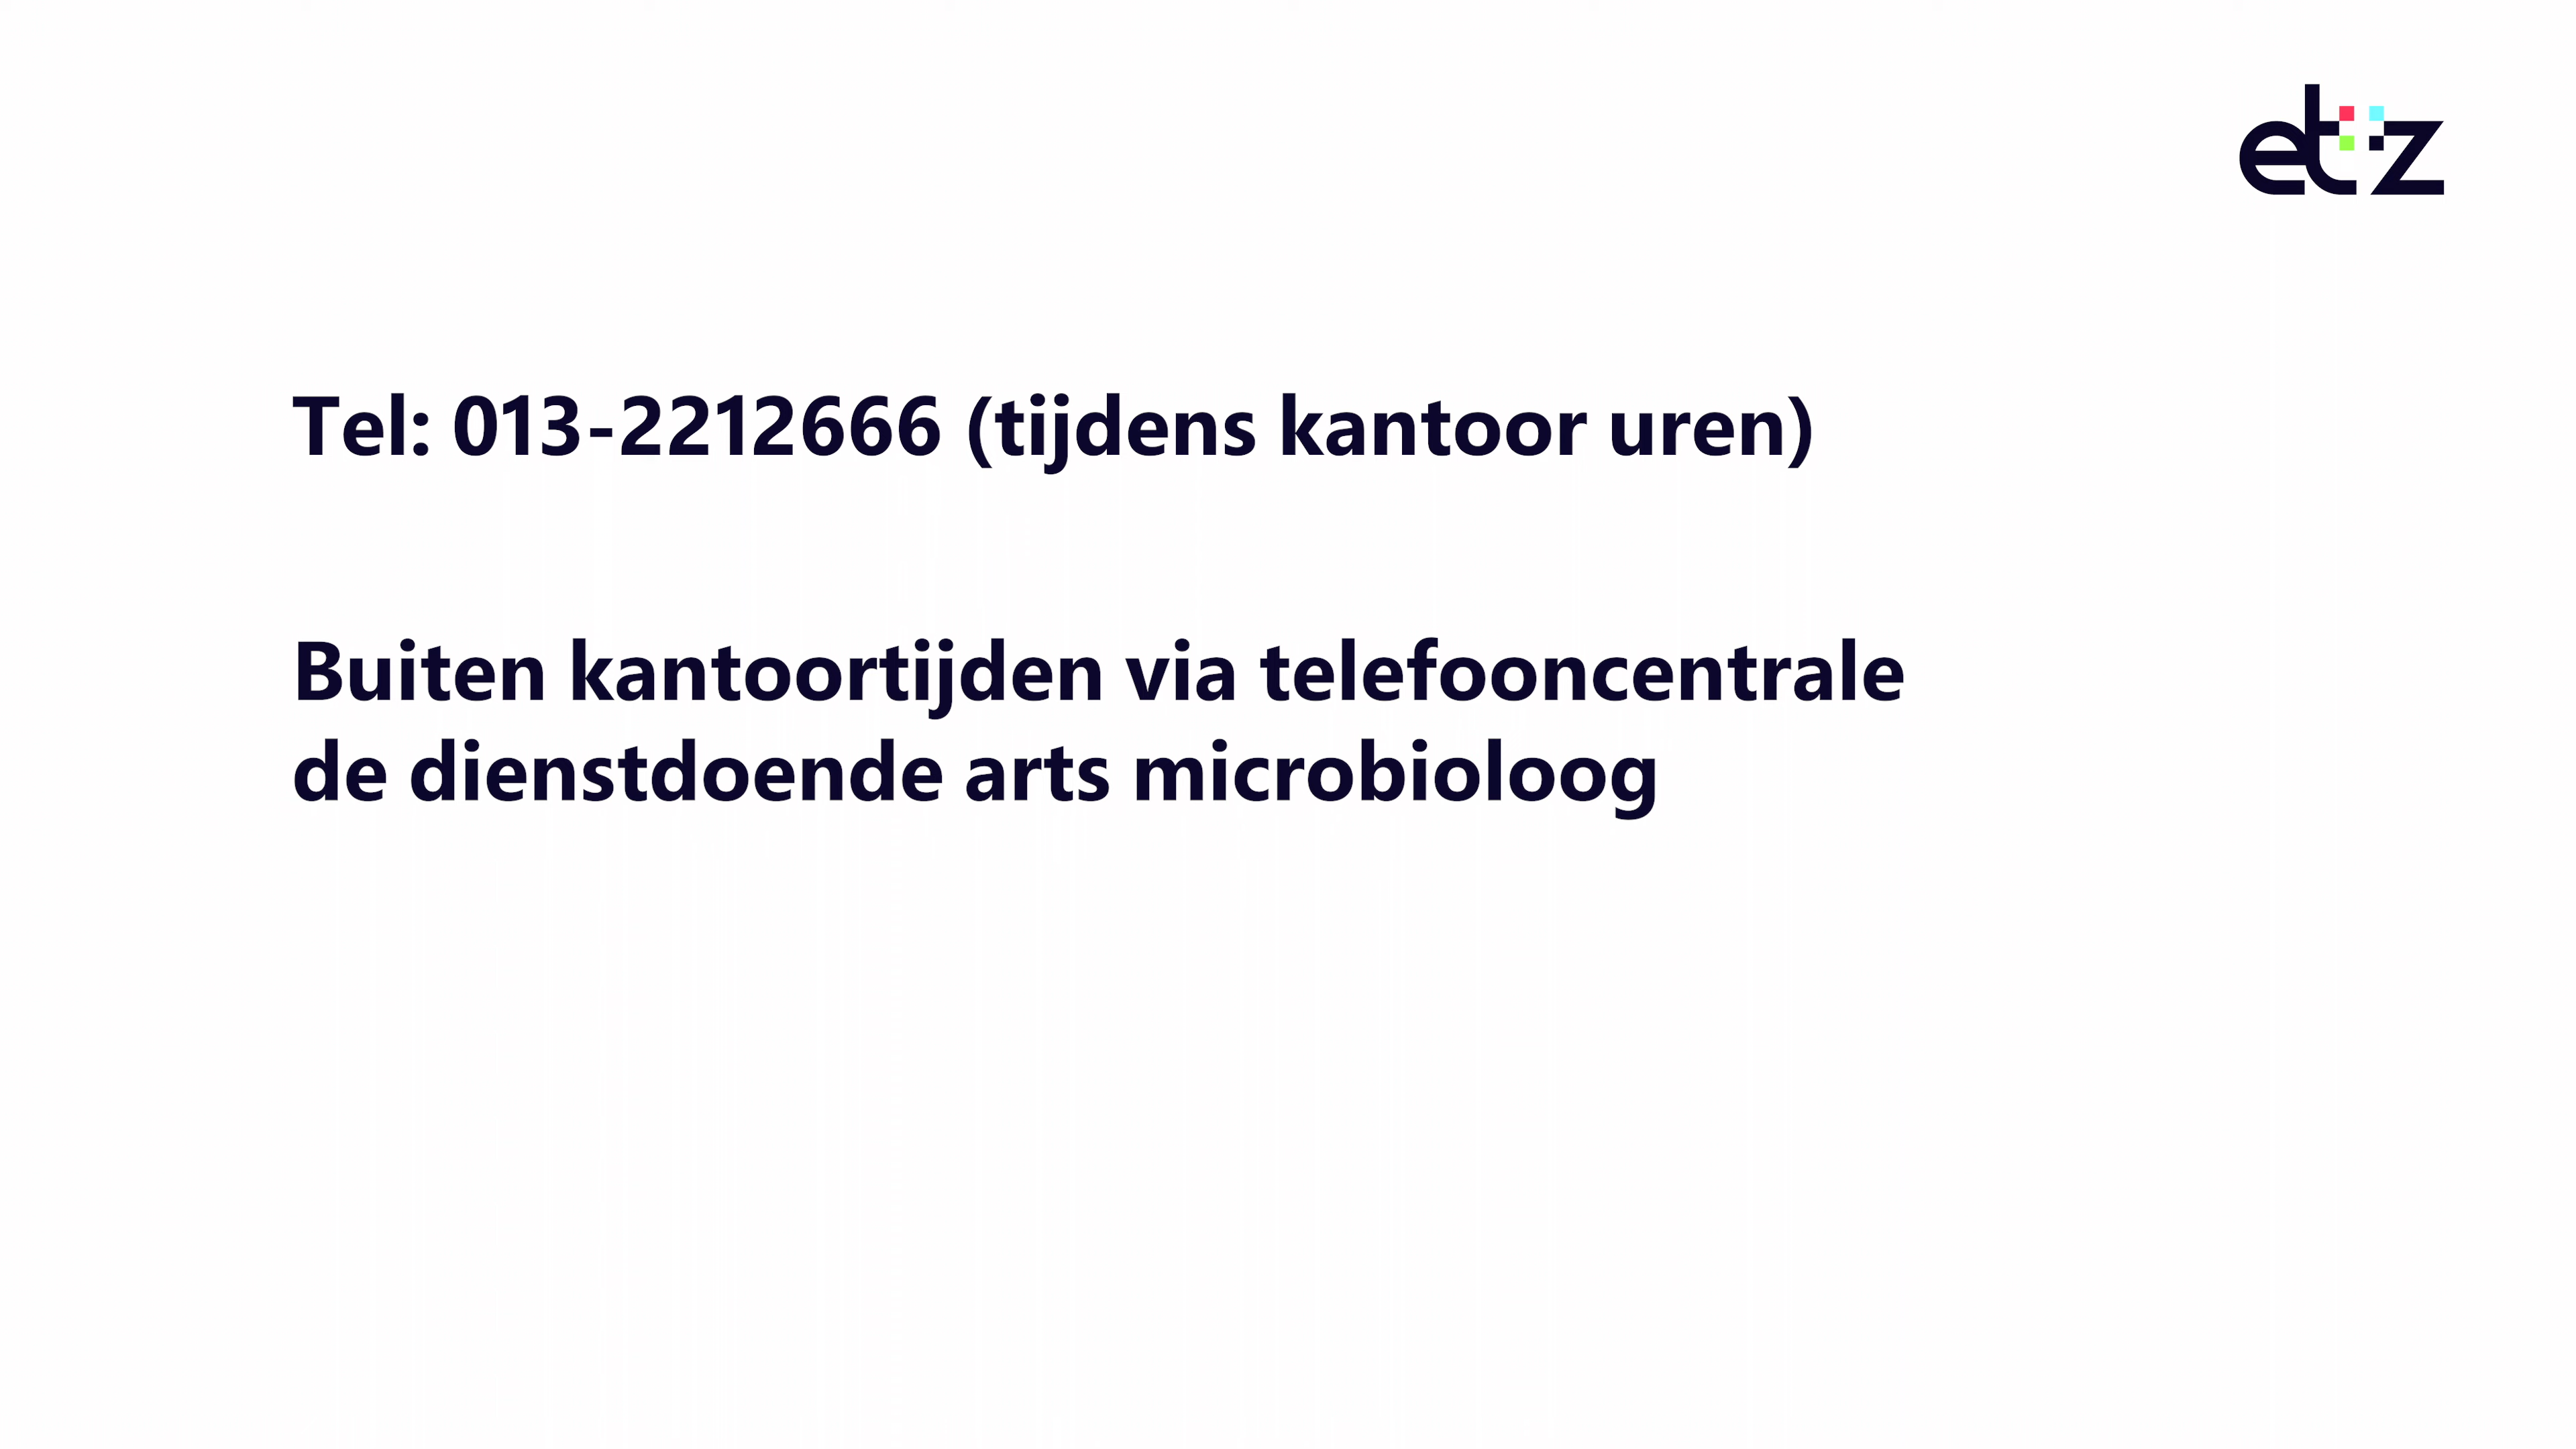 etz
Tel: 013-2212666 (tijdens kantoor uren)
Buiten kantoortijden via telefooncentrale
de dienstdoende arts microbioloog